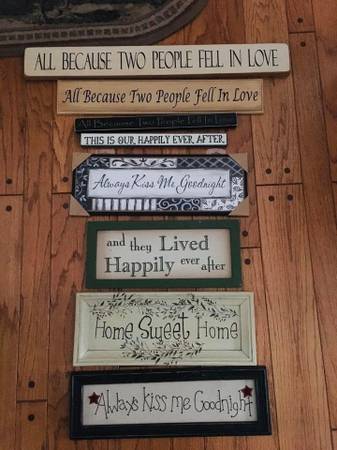 ALL BECAUSE TWO PEOPLE FELL IN LOVE
All Because Two People Fell In Love
All Because Two People Fell In Love
THIS IS OUR HAPPILY EVER AFTER
Always Kiss Me Goodnight
and they Lived
Happily ever after
Home Sweet Home
Always kiss me Goodnight